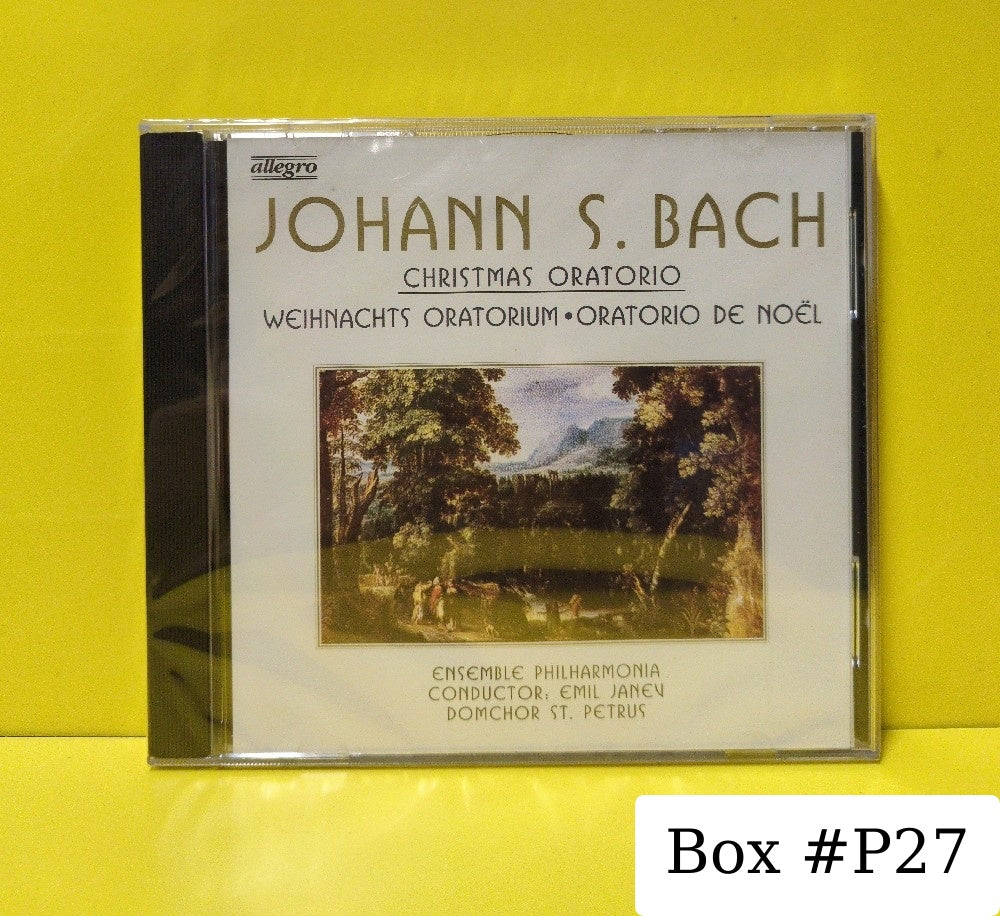 allegro
JOHANN S. BACH
CHRISTMAS ORATORIO
WEIHNACHTS ORATORIUM • ORATORIO DE NOËL
ENSEMBLE PHILHARMONIA
CONDUCTOR: EMIL JANEV
DOMCHOR ST. PETRUS
Box #P27